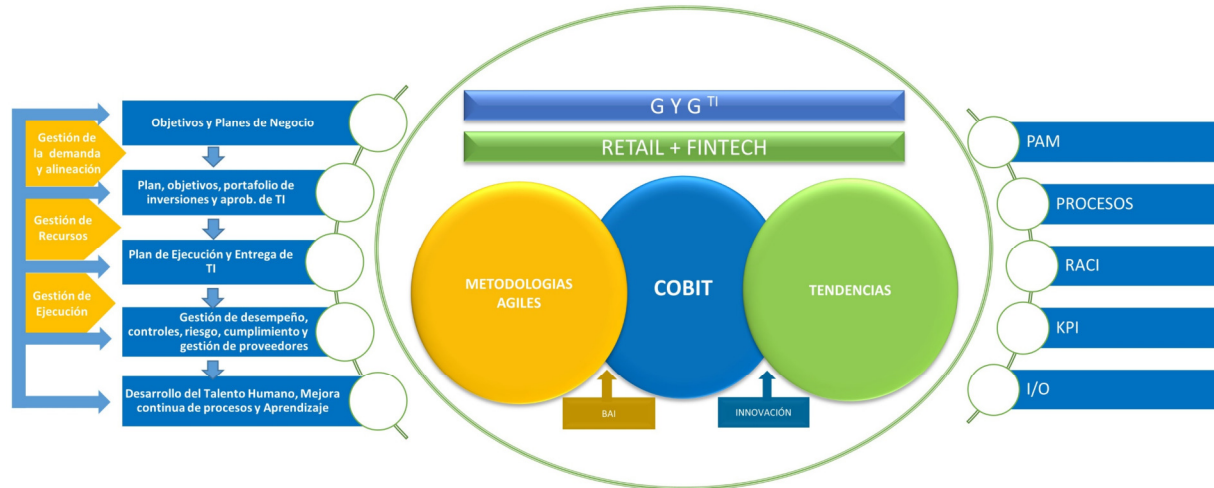 Gestión de
la demanda
y alineación
Gestión de
Recursos
Gestión de
Ejecución
Objetivos y Planes de Negocio
Plan, objetivos, portafolio de
inversiones y aprob. de TI
Plan de Ejecución y Entrega de
TI
Gestión de desempeño,
controles, riesgo, cumplimiento y
gestión de proveedores
Desarrollo del Talento Humano, Mejora
continua de procesos y Aprendizaje
G Y G TI
RETAIL + FINTECH
METODOLOGIAS
AGILES
COBIT
TENDENCIAS
BAI
INNOVACIÓN
PAM
PROCESOS
RACI
KPI
I/O